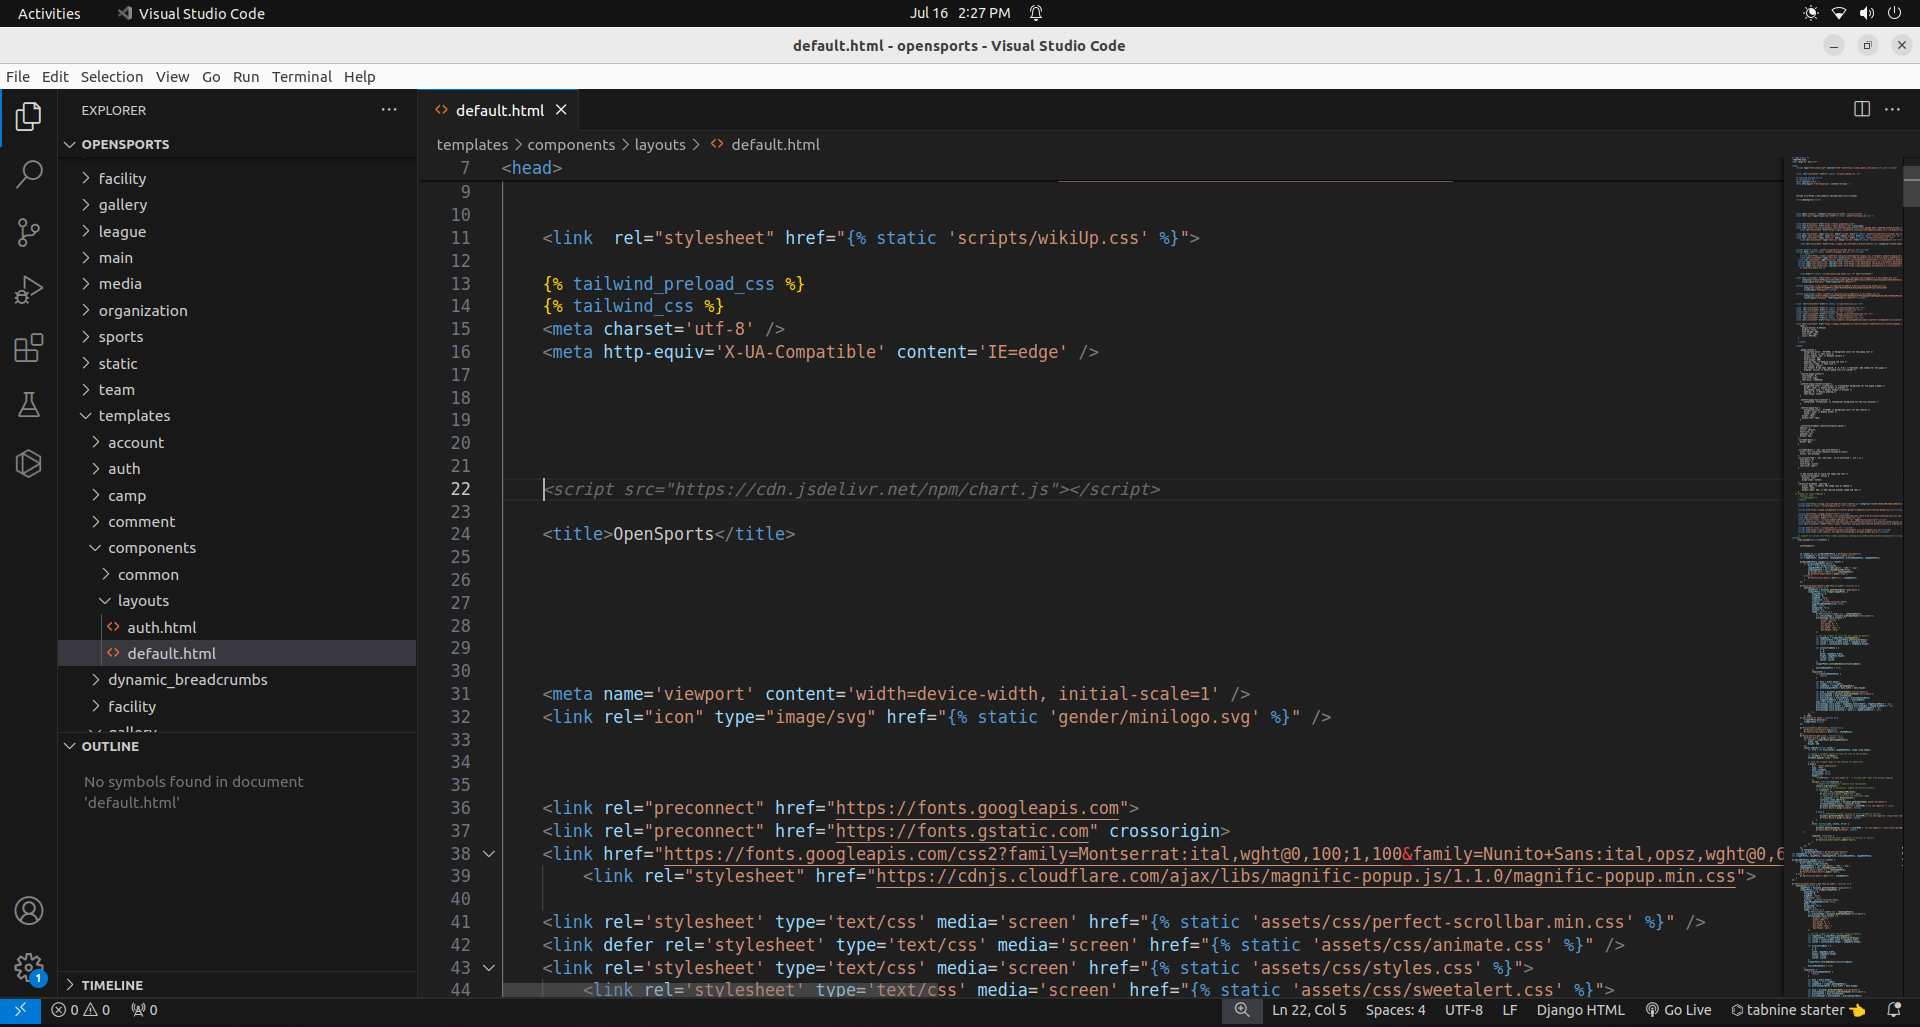 Activities
Visual Studio Code
Jul 16 2:27 PM
default.html - opensports - Visual Studio Code
File Edit Selection View Go Run Terminal Help
EXPLORER
OPENSPORTS
facility
gallery
league
main
media
organization
sports
static
team
templates
account
auth
camp
comment
components
common
layouts
auth.html
default.html
dynamic_breadcrumbs
facility
gallery
OUTLINE
No symbols found in document
'default.html'
TIMELINE
default.html
templates > components > layouts > default.html
7 <head>
9
10
11 <link  rel="stylesheet" href="{% static 'scripts/wikiUp.css' %}">
12
13 {% tailwind_preload_css %}
14 {% tailwind_css %}
15 <meta charset='utf-8' />
16 <meta http-equiv='X-UA-Compatible' content='IE=edge' />
17
18
19
20
21
22 <script src="https://cdn.jsdelivr.net/npm/chart.js"></script>
23
24 <title>OpenSports</title>
25
26
27
28
29
30
31 <meta name='viewport' content='width=device-width, initial-scale=1' />
32 <link rel="icon" type="image/svg" href="{% static 'gender/minilogo.svg' %}" />
33
34
35
36 <link rel="preconnect" href="https://fonts.googleapis.com">
37 <link rel="preconnect" href="https://fonts.gstatic.com" crossorigin>
38 <link href="https://fonts.googleapis.com/css2?family=Montserrat:ital,wght@0,100;1,100&family=Nunito+Sans:ital,opsz,wght@0,6
39 <link rel="stylesheet" href="https://cdnjs.cloudflare.com/ajax/libs/magnific-popup.js/1.1.0/magnific-popup.min.css">
40
41 <link rel='stylesheet' type='text/css' media='screen' href="{% static 'assets/css/perfect-scrollbar.min.css' %}" />
42 <link defer rel='stylesheet' type='text/css' media='screen' href="{% static 'assets/css/animate.css' %}" />
43 <link rel='stylesheet' type='text/css' media='screen' href="{% static 'assets/css/styles.css' %}">
44 <link rel='stylesheet' type='text/css' media='screen' href="{% static 'assets/css/sweetalert.css' %}">
1
0 0 0
Ln 22, Col 5 Spaces: 4 UTF-8 LF Django HTML Go Live tabnine starter